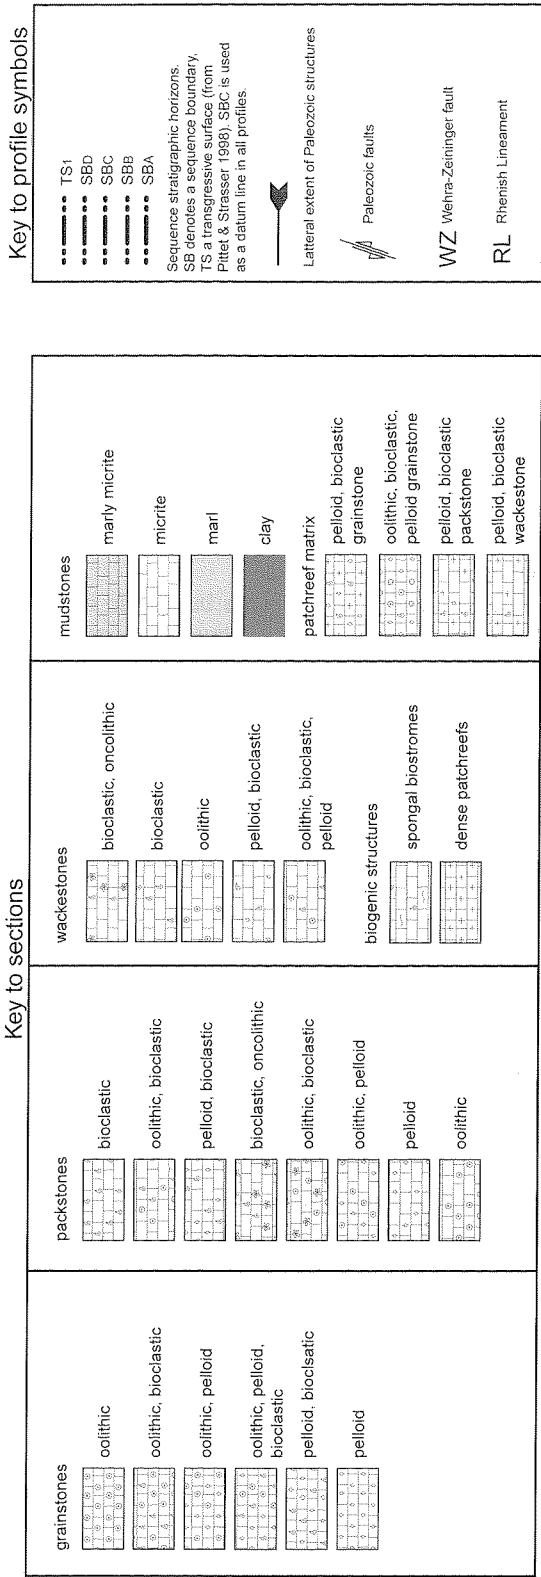 Key to sections
grainstones
oolithic
oolithic, bioclastic
oolithic, pelloid
oolithic, pelloid,
bioclastic
pelloid, bioclsatic
pelloid
packstones
bioclastic
oolithic, bioclastic
pelloid, bioclastic
bioclastic, oncolithic
oolithic, bioclastic
oolithic, pelloid
pelloid
oolithic
wackestones
bioclastic, oncolithic
bioclastic
oolithic
pelloid, bioclastic
oolithic, bioclastic,
pelloid
biogenic structures
spongal biostromes
dense patchreefs
mudstones
marly micrite
micrite
marl
clay
patchreef matrix
pelloid, bioclastic
grainstone
oolithic, bioclastic,
pelloid grainstone
pelloid, bioclastic
packstone
pelloid, bioclastic
wackestone
Key to profile symbols
TS1
SBD
SBC
SBB
SBA
Sequence stratigraphic horizons.
SB denotes a sequence boundary,
TS a transgressive surface (from
Pittet & Strasser 1998). SBC is used
as a datum line in all profiles.
Latteral extent of Paleozoic structures
Paleozoic faults
WZ Wehra-Zeininger fault
RL Rhenish Lineament